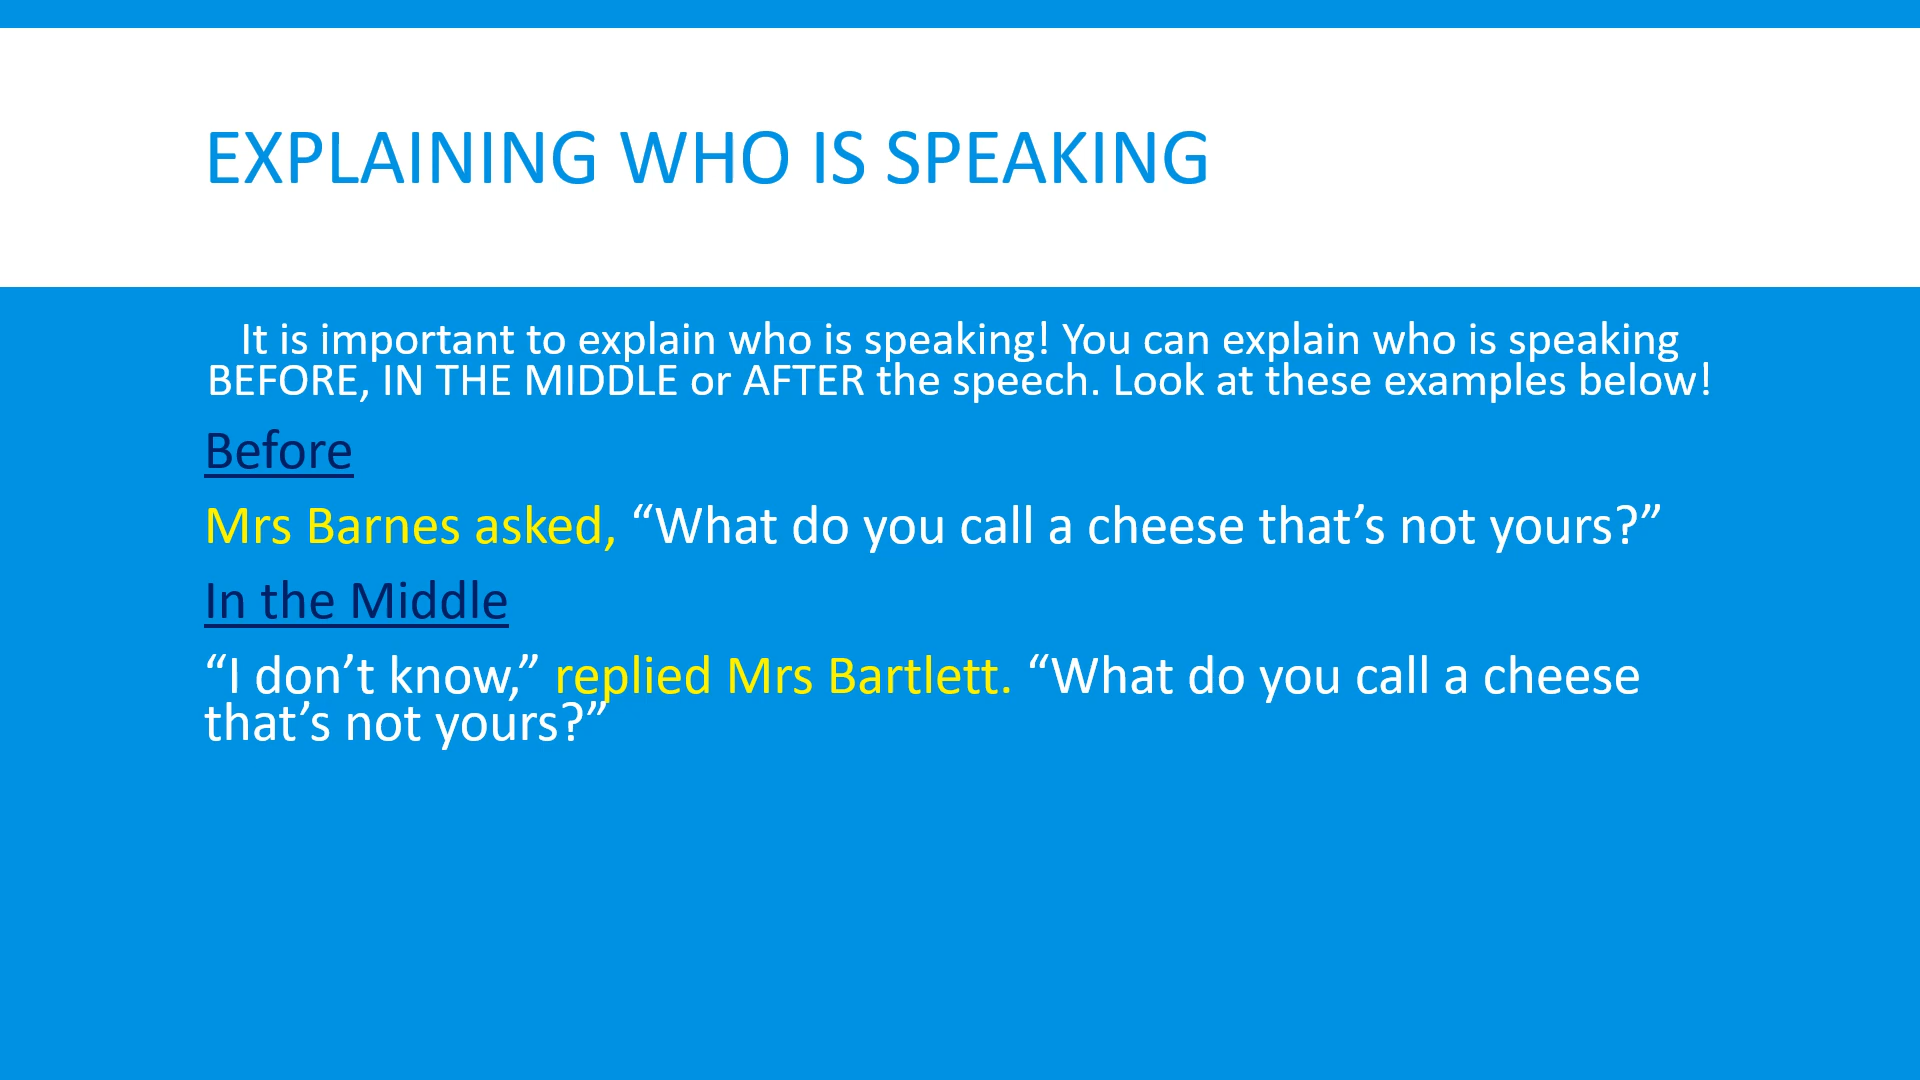 EXPLAINING WHO IS SPEAKING
It is important to explain who is speaking! You can explain who is speaking
BEFORE, IN THE MIDDLE or AFTER the speech. Look at these examples below!
Before
Mrs Barnes asked, “What do you call a cheese that’s not yours?”
In the Middle
“I don’t know,” replied Mrs Bartlett. “What do you call a cheese
that’s not yours?”